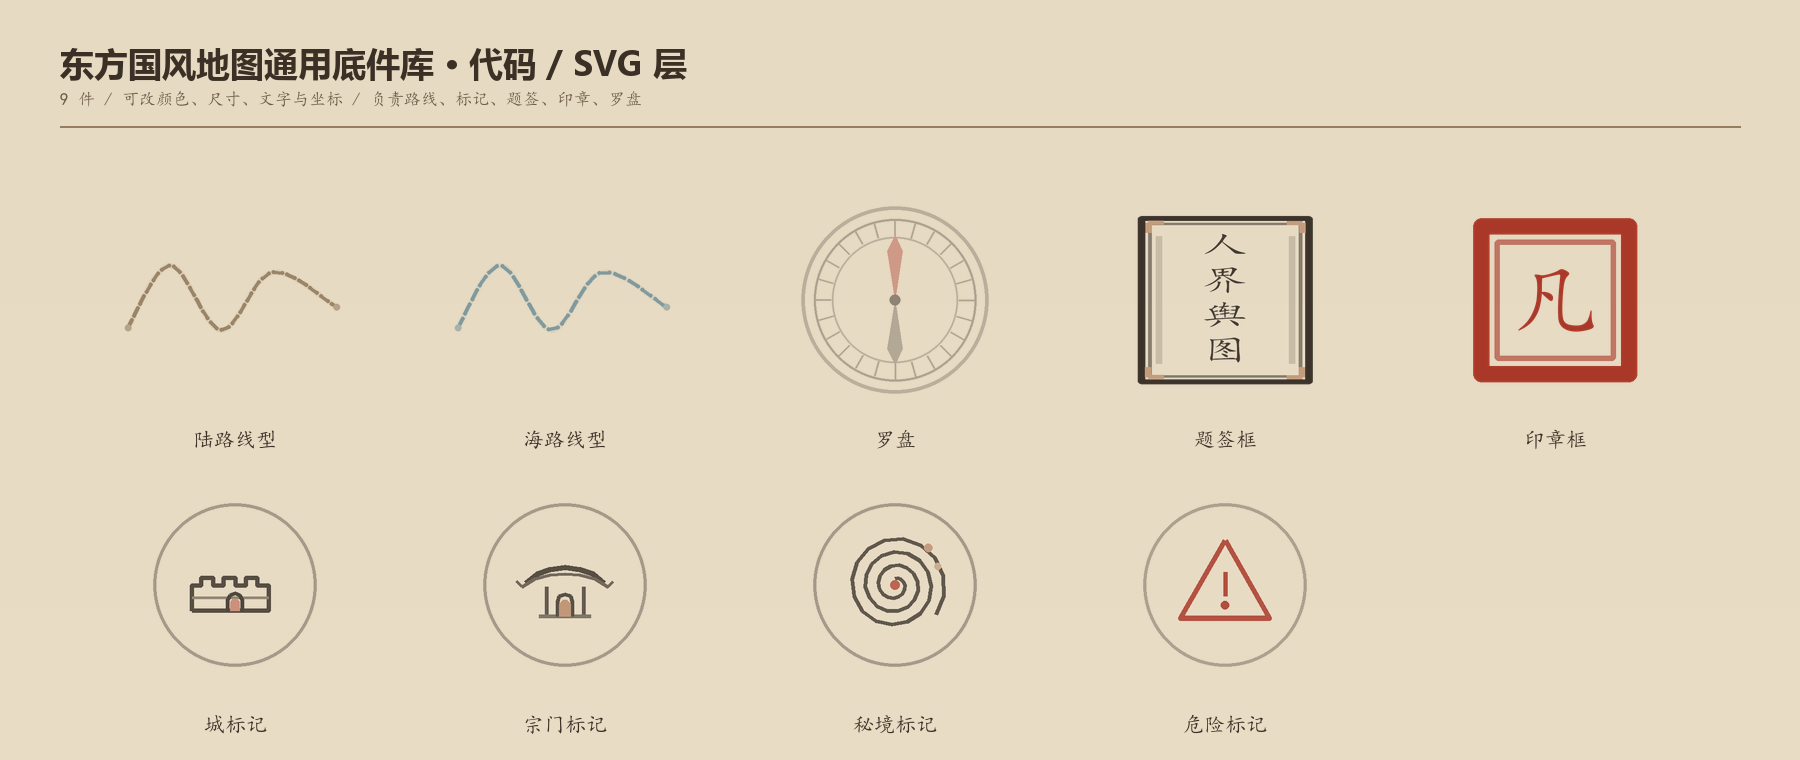 东方国风地图通用底件库·代码 / SVG 层
9 件 / 可改颜色、尺寸、文字与坐标 / 负责路线、标记、题签、印章、罗盘
人
界
舆
图
凡
陆路线型
海路线型
罗盘
题签框
印章框
!
城标记
宗门标记
秘境标记
危险标记